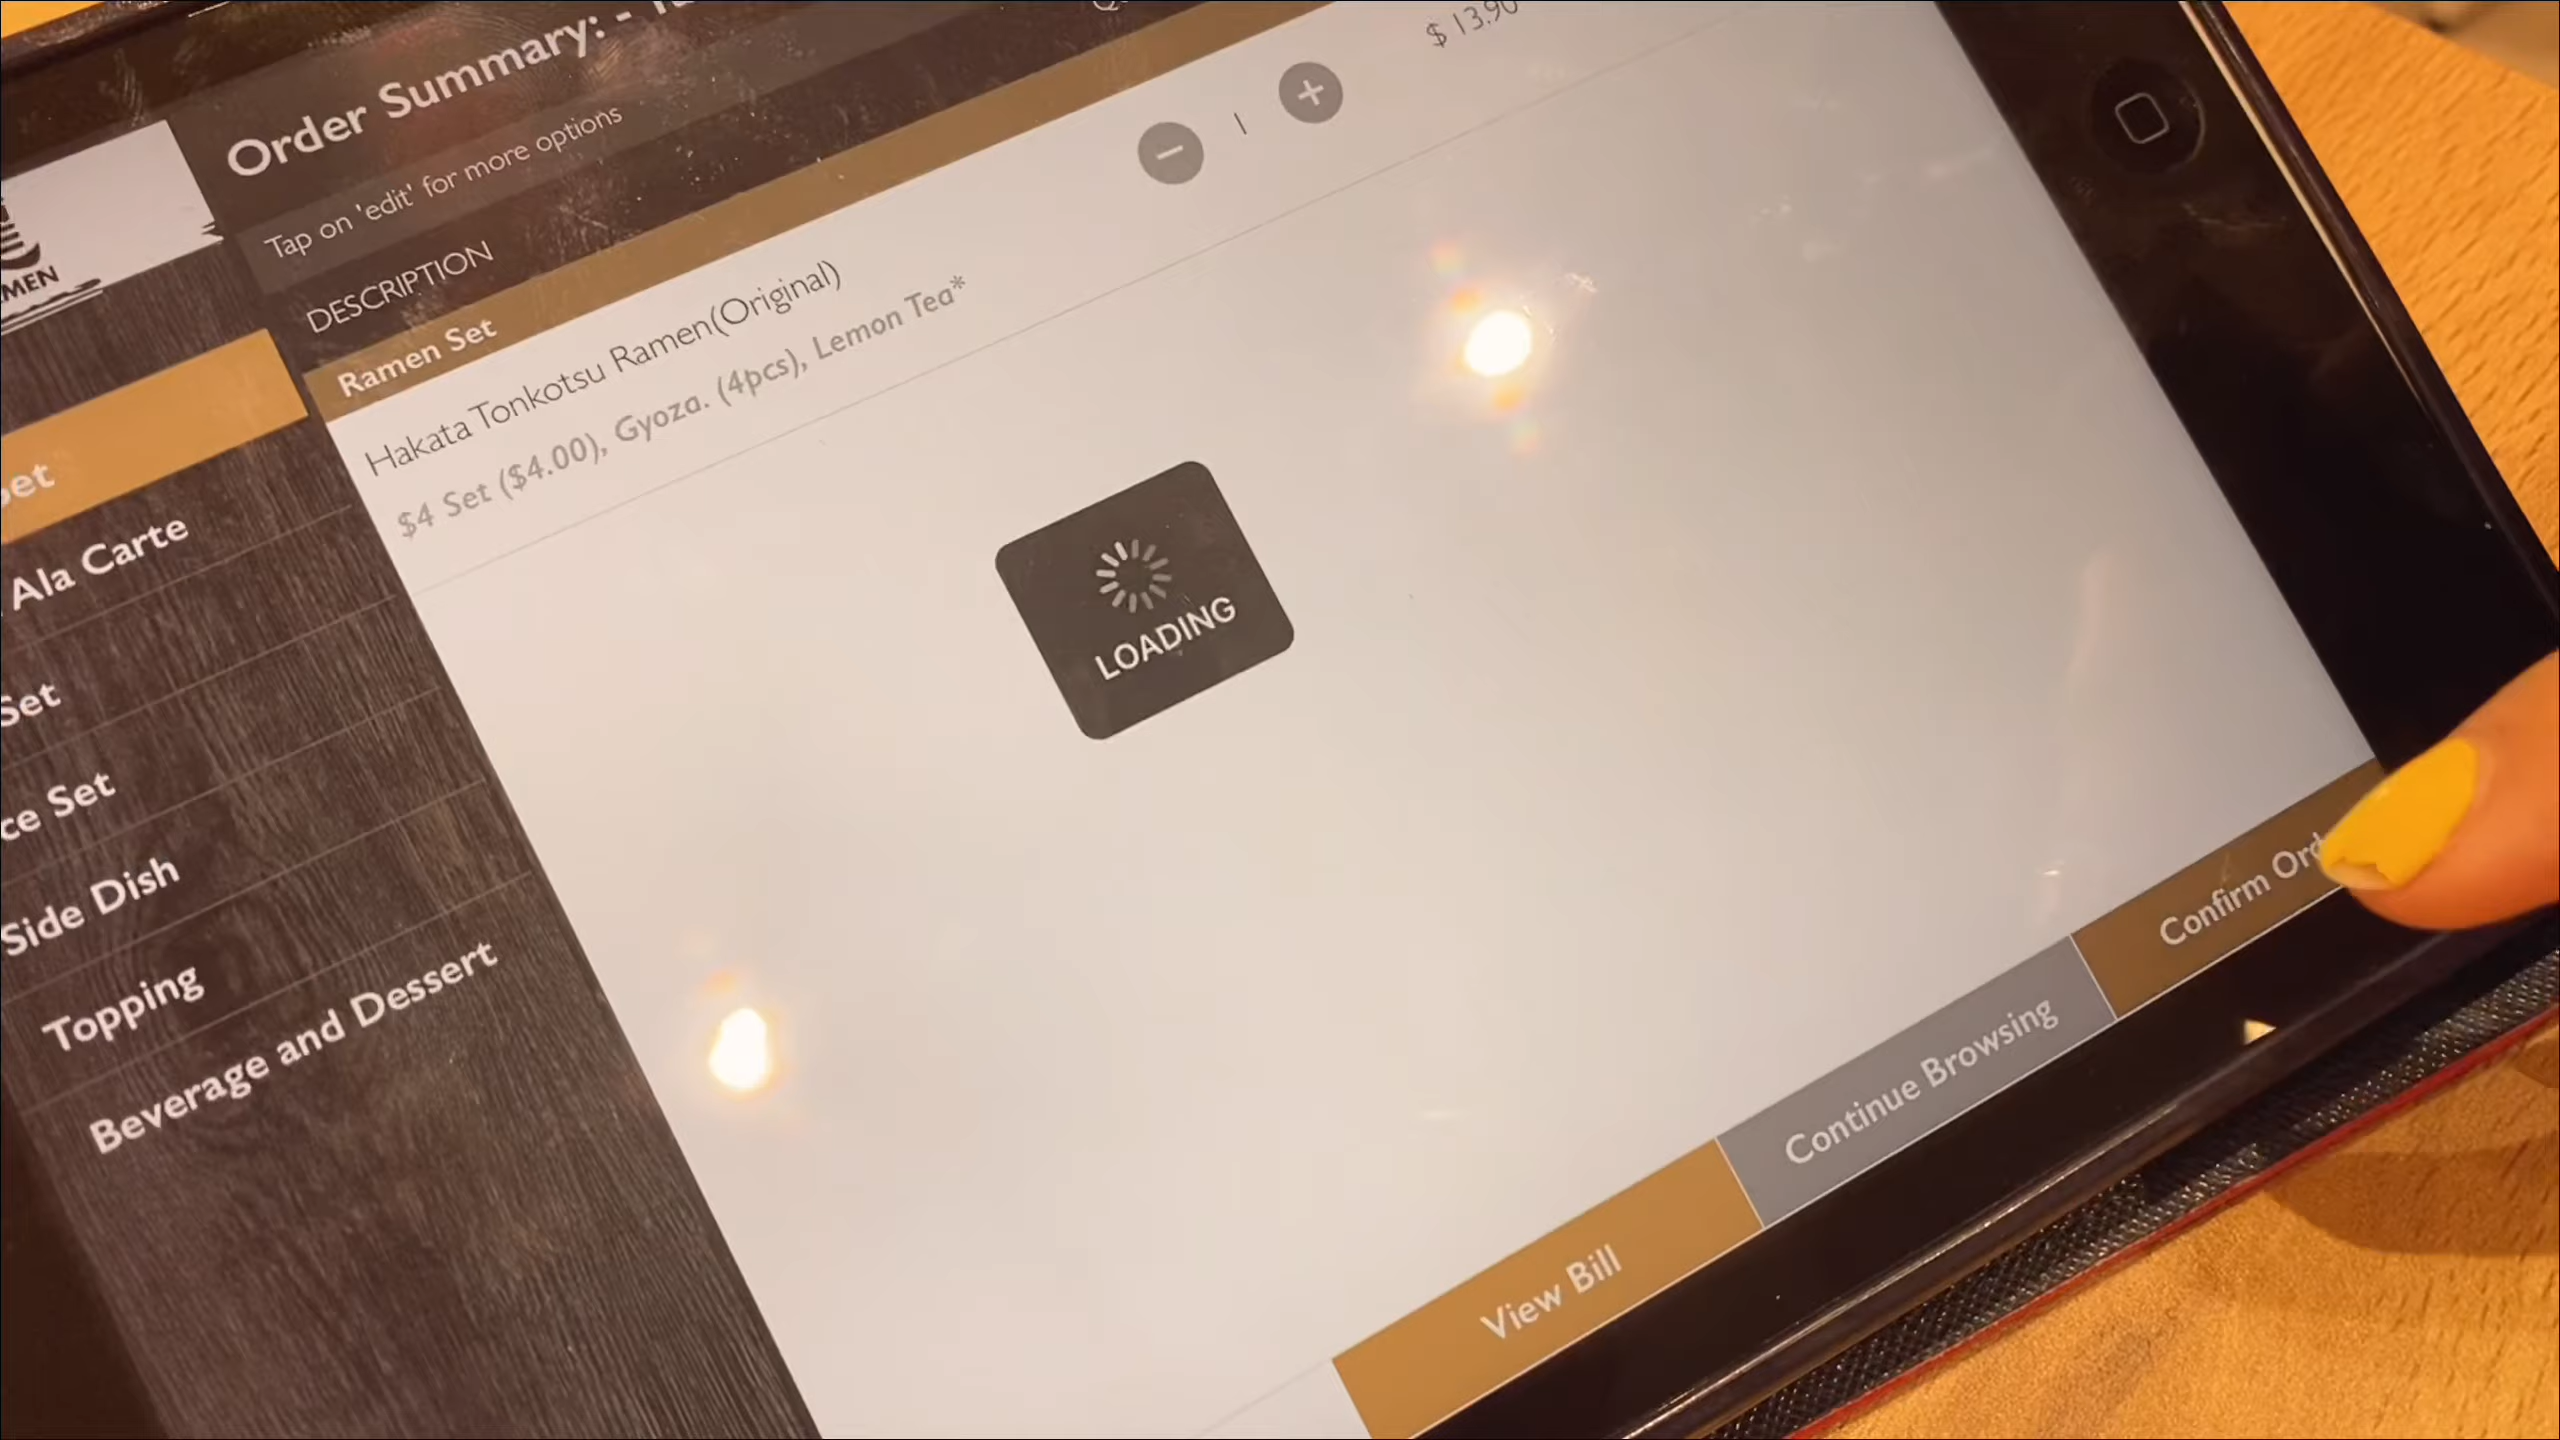 Order Summary: -
Tap on 'edit' for more options
DESCRIPTION
Ramen Set
Hakata Tonkotsu Ramen(Original)
1
$ 13.90
$4 Set ($4.00), Gyoza. (4pcs), Lemon Tea*
LOADING
Ala Carte
Set
Set
Side Dish
Topping
Beverage and Dessert
View Bill
Continue Browsing
Confirm